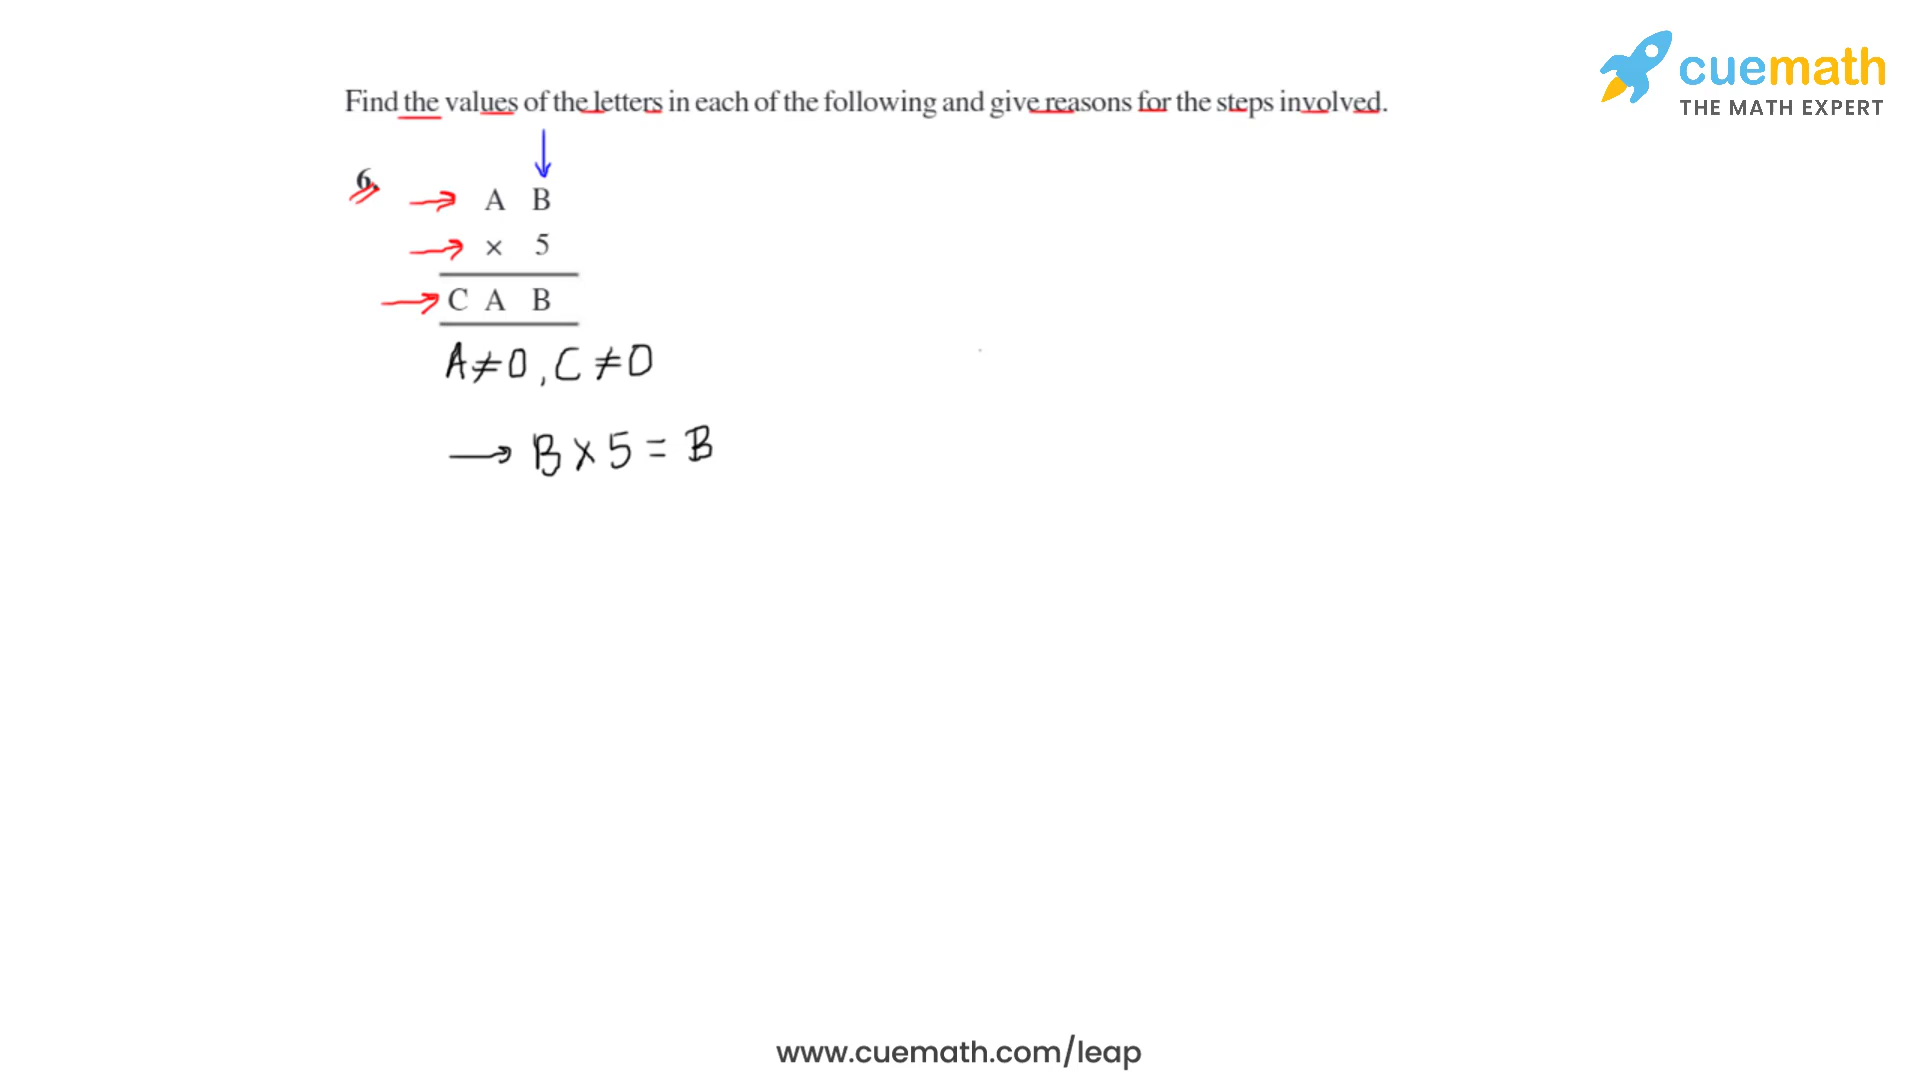 cuemath
THE MATH EXPERT
Find the values of the letters in each of the following and give reasons for the steps involved.
6.
A B
× 5
C A B
A≠0, C≠0
→ B×5=B
www.cuemath.com/leap